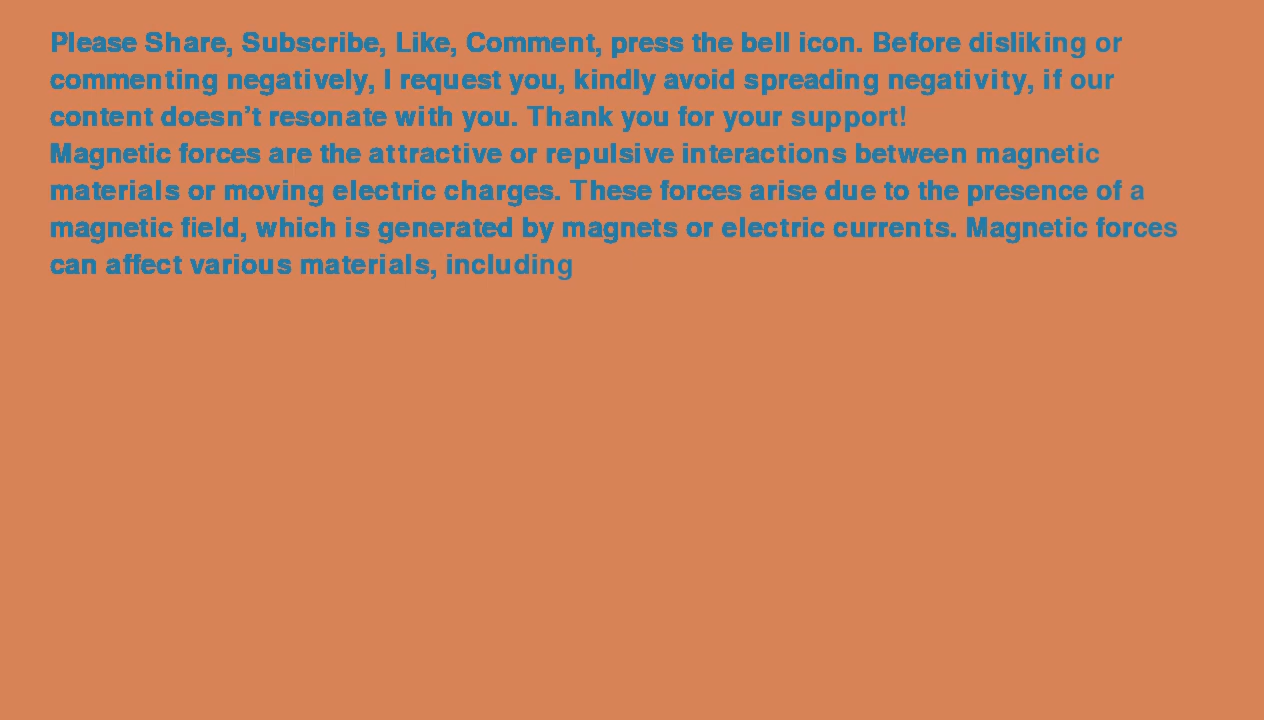 Please Share, Subscribe, Like, Comment, press the bell icon. Before disliking or
commenting negatively, I request you, kindly avoid spreading negativity, if our
content doesn’t resonate with you. Thank you for your support!
Magnetic forces are the attractive or repulsive interactions between magnetic
materials or moving electric charges. These forces arise due to the presence of a
magnetic field, which is generated by magnets or electric currents. Magnetic forces
can affect various materials, including